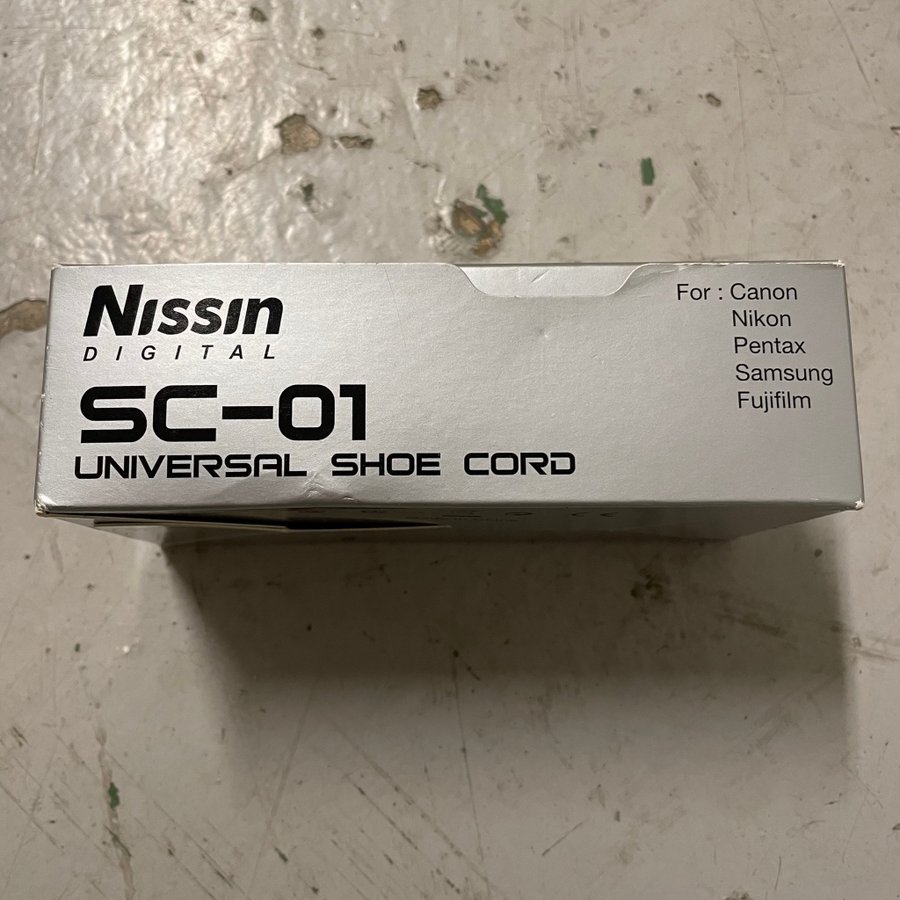 Nissin
DIGITAL
SC-01
UNIVERSAL SHOE CORD
For : Canon
Nikon
Pentax
Samsung
Fujifilm